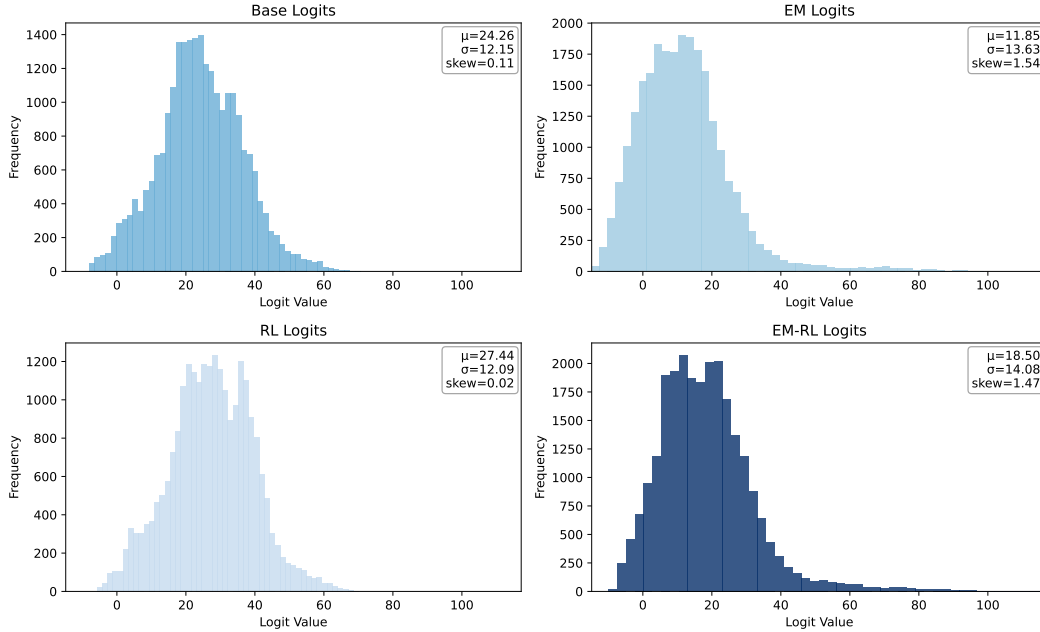 Base Logits
μ=24.26
σ=12.15
skew=0.11
1400
1200
1000
800
600
400
200
0
Frequency
0 20 40 60 80 100
Logit Value
EM Logits
μ=11.85
σ=13.63
skew=1.54
2000
1750
1500
1250
1000
750
500
250
0
Frequency
0 20 40 60 80 100
Logit Value
RL Logits
μ=27.44
σ=12.09
skew=0.02
1200
1000
800
600
400
200
0
Frequency
0 20 40 60 80 100
Logit Value
EM-RL Logits
μ=18.50
σ=14.08
skew=1.47
2000
1750
1500
1250
1000
750
500
250
0
Frequency
0 20 40 60 80 100
Logit Value